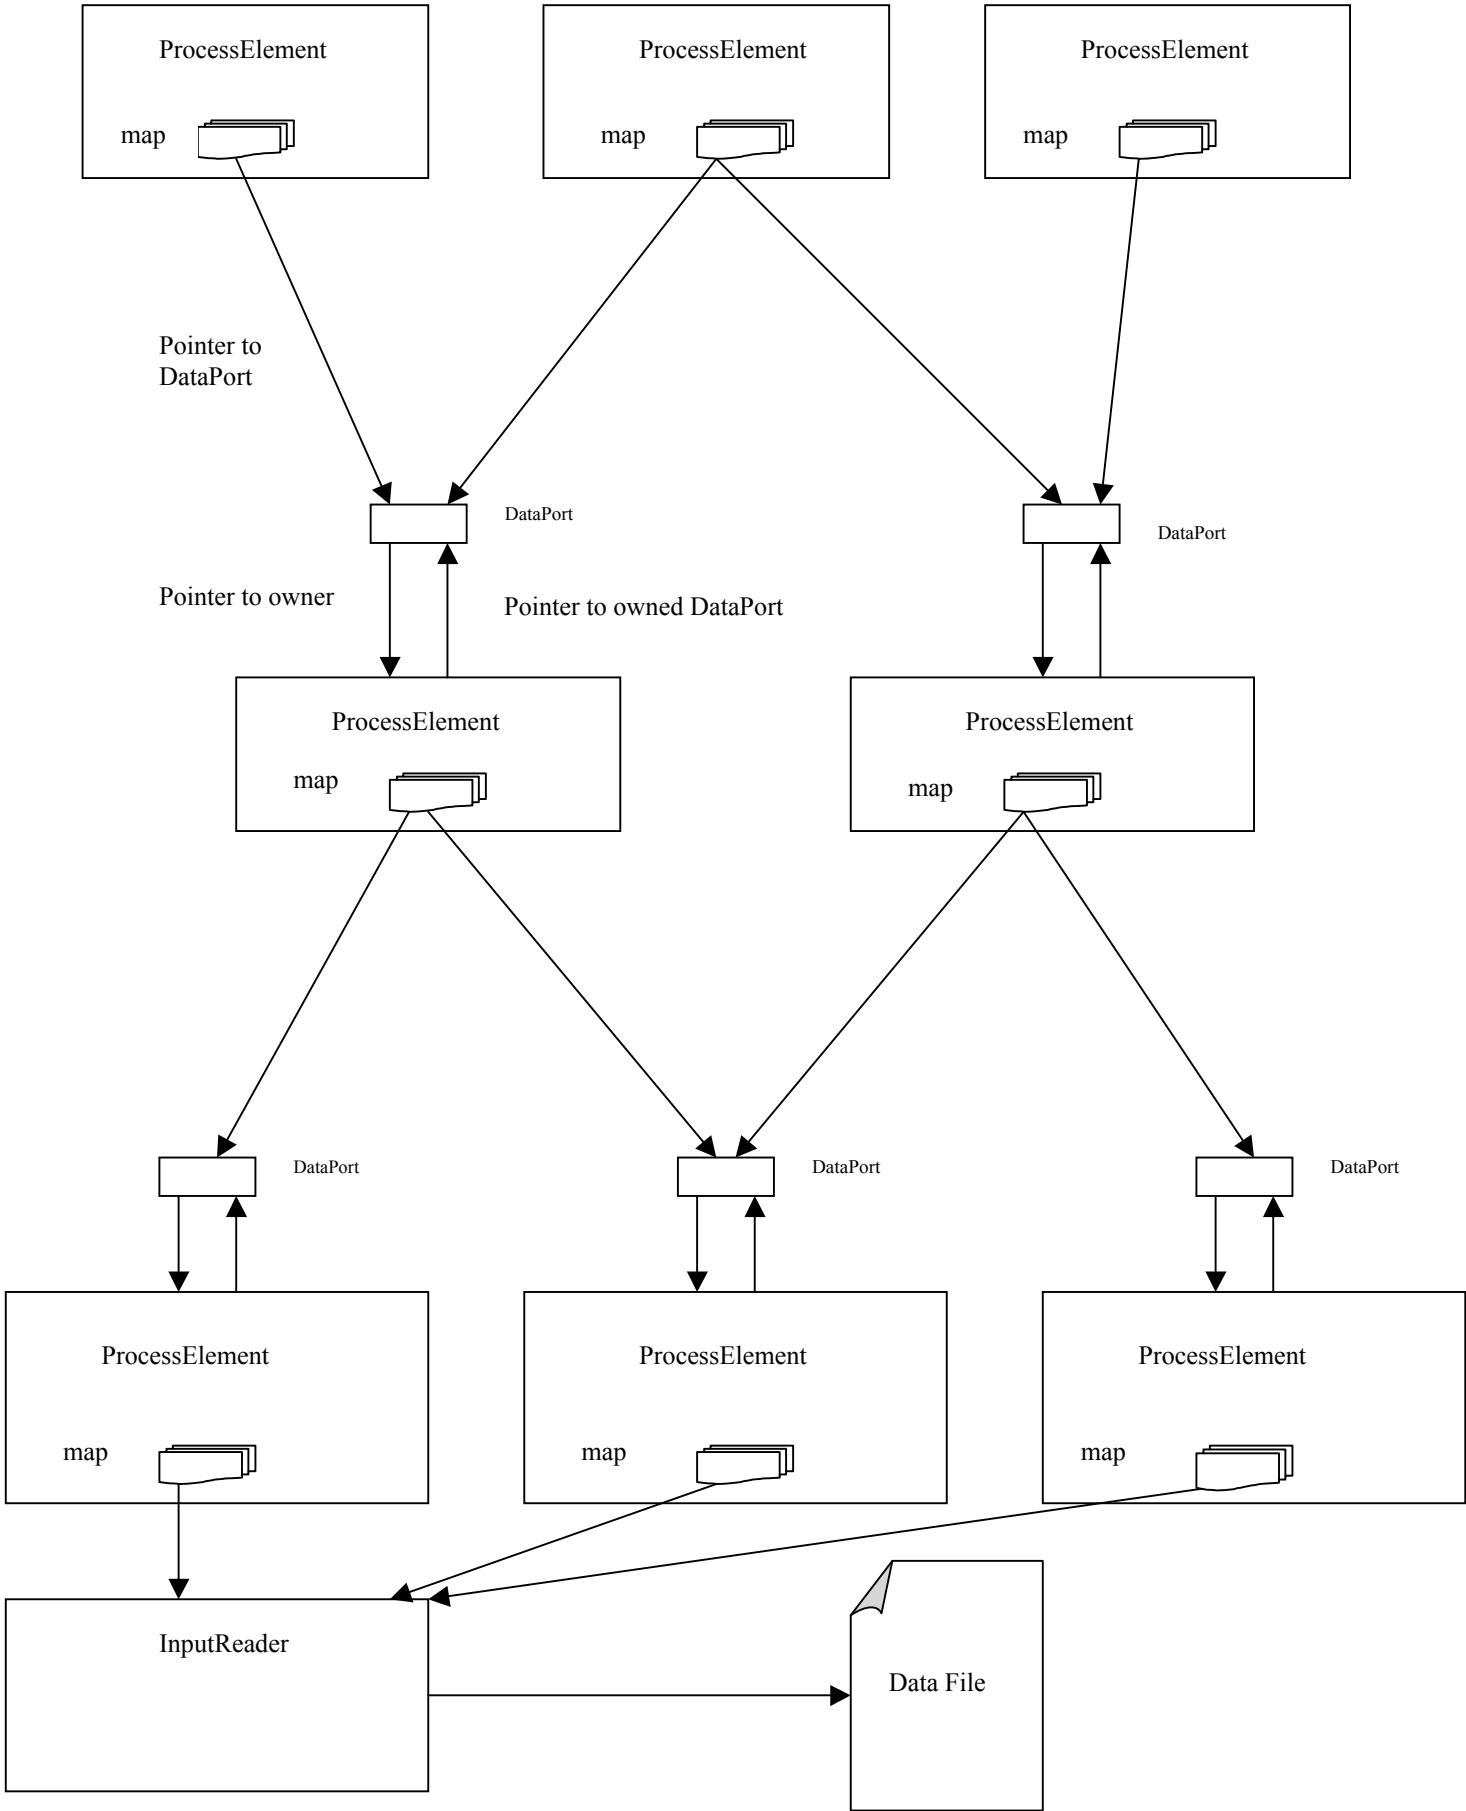 ProcessElement
ProcessElement
ProcessElement
map
map
map
Pointer to
DataPort
DataPort
DataPort
Pointer to owner
Pointer to owned DataPort
ProcessElement
ProcessElement
map
map
DataPort
DataPort
DataPort
ProcessElement
ProcessElement
ProcessElement
map
map
map
InputReader
Data File